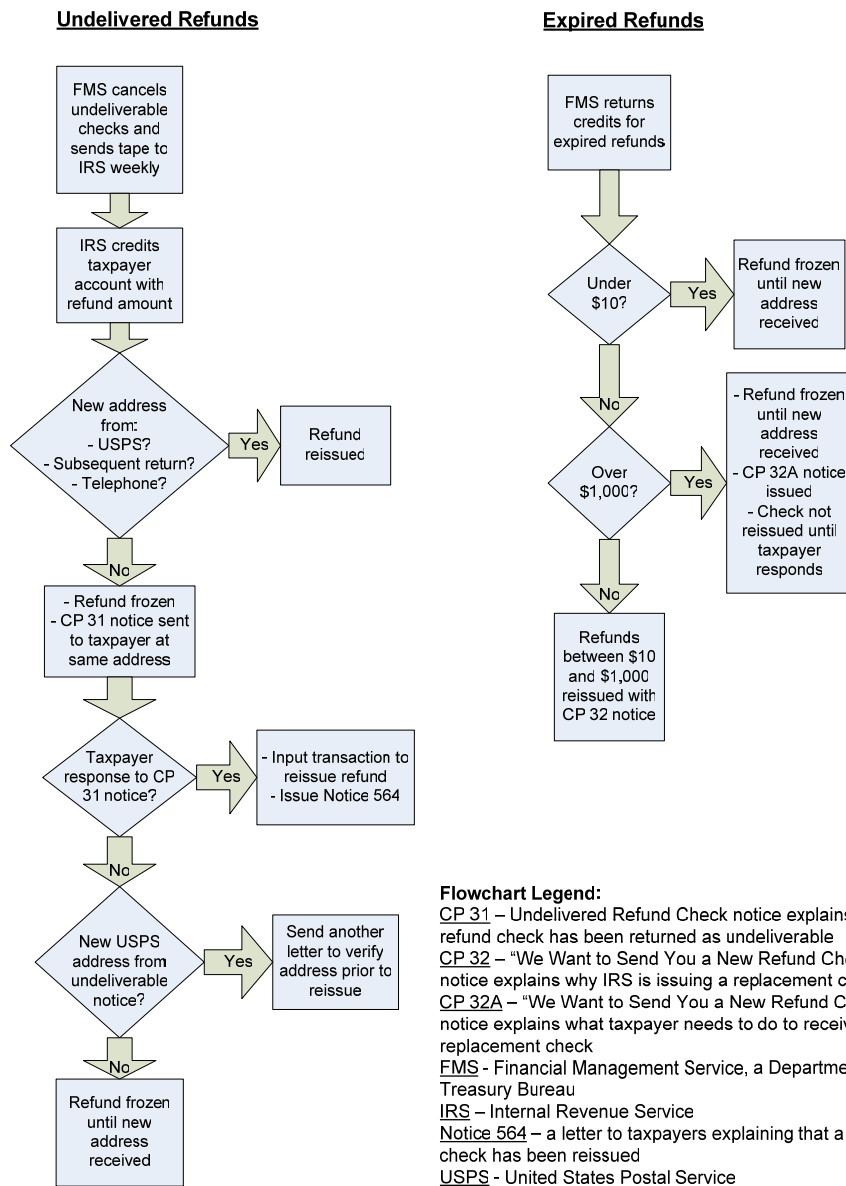 Undelivered Refunds
FMS cancels
undeliverable
checks and
sends tape to
IRS weekly
IRS credits
taxpayer
account with
refund amount
New address
from:
- USPS?
- Subsequent return?
- Telephone?
Yes
Refund
reissued
No
- Refund frozen
- CP 31 notice sent
to taxpayer at
same address
Taxpayer
response to CP
31 notice?
Yes
- Input transaction to
reissue refund
- Issue Notice 564
No
New USPS
address from
undeliverable
notice?
Yes
Send another
letter to verify
address prior to
reissue
No
Refund frozen
until new
address
received
Expired Refunds
FMS returns
credits for
expired refunds
Under
$10?
Yes
Refund frozen
until new
address
received
No
Over
$1,000?
Yes
- Refund frozen
until new
address
received
- CP 32A notice
issued
- Check not
reissued until
taxpayer
responds
No
Refunds
between $10
and $1,000
reissued with
CP 32 notice
Flowchart Legend:
CP 31 – Undelivered Refund Check notice explains
refund check has been returned as undeliverable
CP 32 – “We Want to Send You a New Refund Che
notice explains why IRS is issuing a replacement c
CP 32A – “We Want to Send You a New Refund C
notice explains what taxpayer needs to do to receiv
replacement check
FMS - Financial Management Service, a Departme
Treasury Bureau
IRS – Internal Revenue Service
Notice 564 – a letter to taxpayers explaining that a
check has been reissued
USPS - United States Postal Service